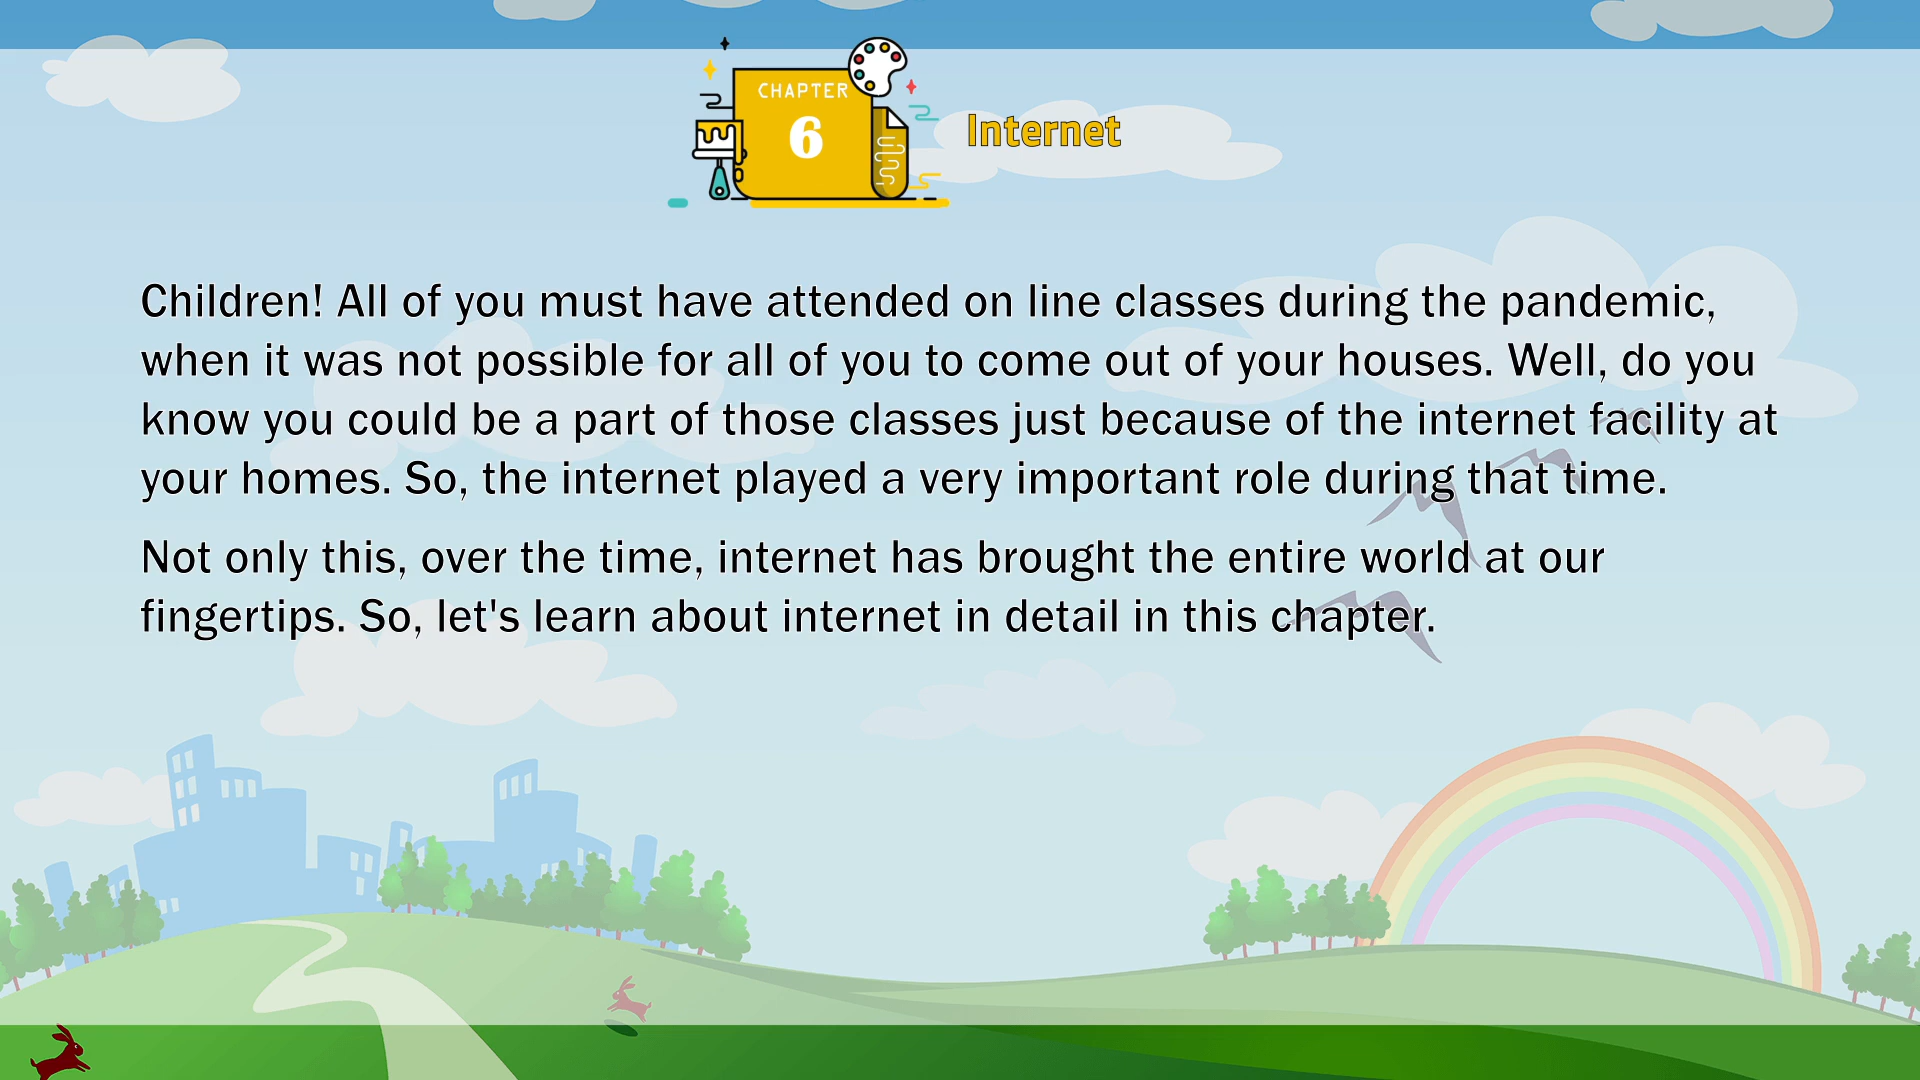 CHAPTER
6
Internet
Children! All of you must have attended on line classes during the pandemic,
when it was not possible for all of you to come out of your houses. Well, do you
know you could be a part of those classes just because of the internet facility at
your homes. So, the internet played a very important role during that time.
Not only this, over the time, internet has brought the entire world at our
fingertips. So, let's learn about internet in detail in this chapter.